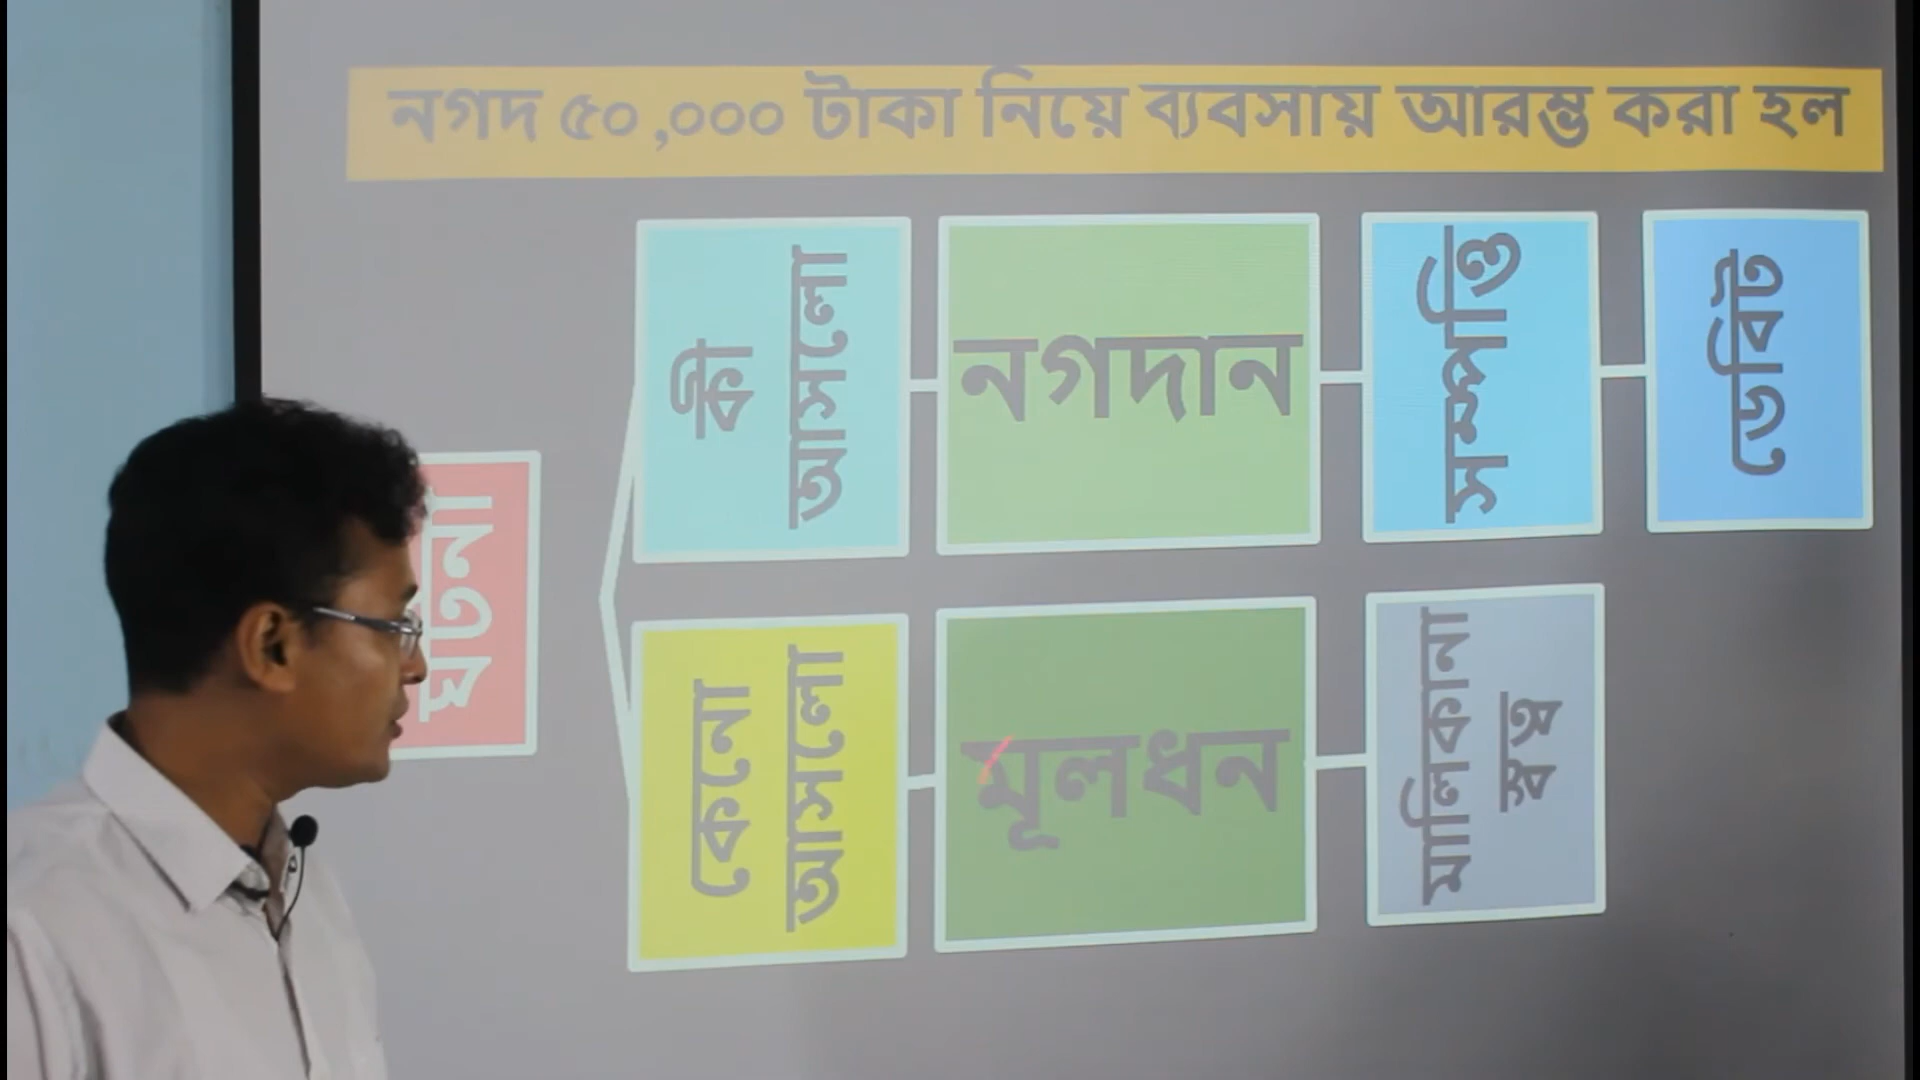 নগদ ৫০,০০০ টাকা নিয়ে ব্যবসায় আরম্ভ করা হল
ঘটনা
কী
আসলো
নগদান
সম্পত্তি
ডেবিট
কেনো
আসলো
মূলধন
মালিকানা
স্বত্ত্ব